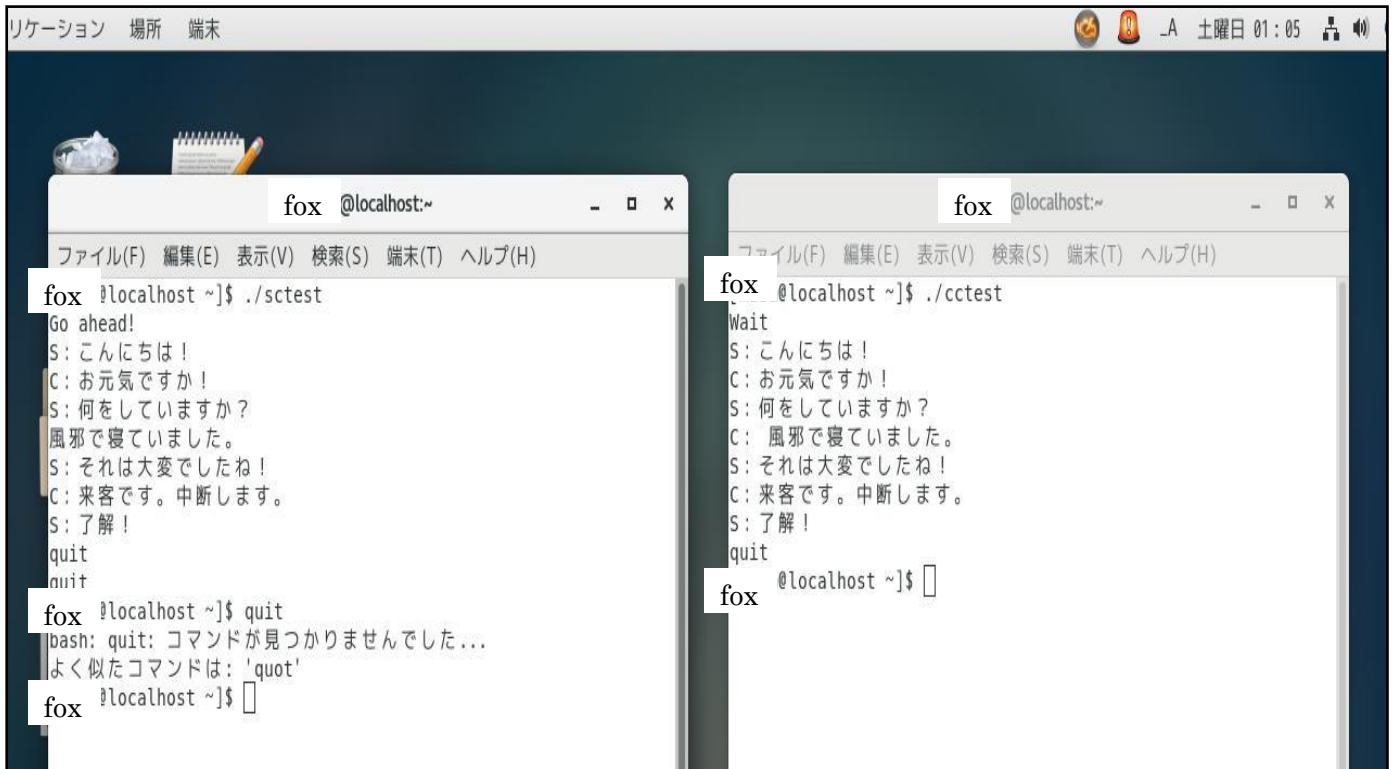 リケーション 場所 端末 _A 土曜日 01:05
fox @localhost:~
ファイル(F) 編集(E) 表示(V) 検索(S) 端末(T) ヘルプ(H)
fox @localhost ~]$ ./sctest
Go ahead!
S:こんにちは!
C:お元気ですか!
S:何をしていますか?
風邪で寝ていました。
S:それは大変でしたね!
C:来客です。中断します。
S:了解!
quit
quit
fox @localhost ~]$ quit
bash: quit: コマンドが見つかりませんでした...
よく似たコマンドは: 'quot'
fox @localhost ~]$
fox @localhost:~
ファイル(F) 編集(E) 表示(V) 検索(S) 端末(T) ヘルプ(H)
fox @localhost ~]$ ./cctest
Wait
S:こんにちは!
C:お元気ですか!
S:何をしていますか?
C: 風邪で寝ていました。
S:それは大変でしたね!
C:来客です。中断します。
S:了解!
quit
fox @localhost ~]$